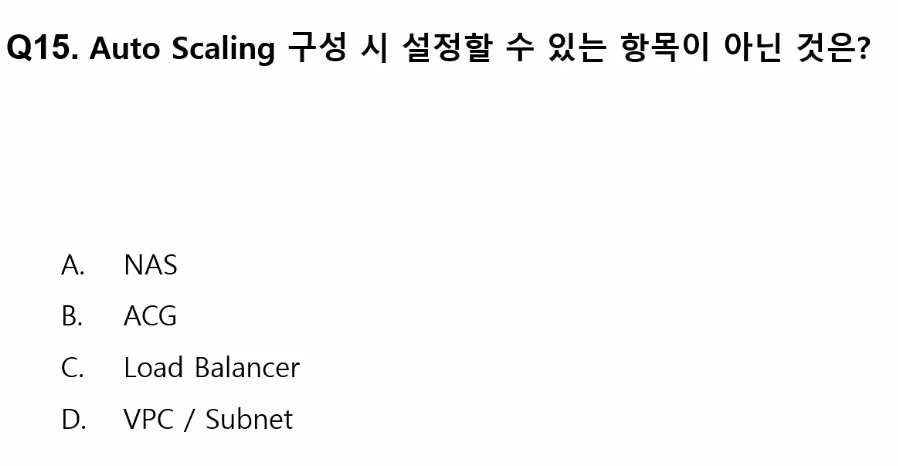 Q15. Auto Scaling 구성 시 설정할 수 있는 항목이 아닌 것은?
A. NAS
B. ACG
C. Load Balancer
D. VPC / Subnet